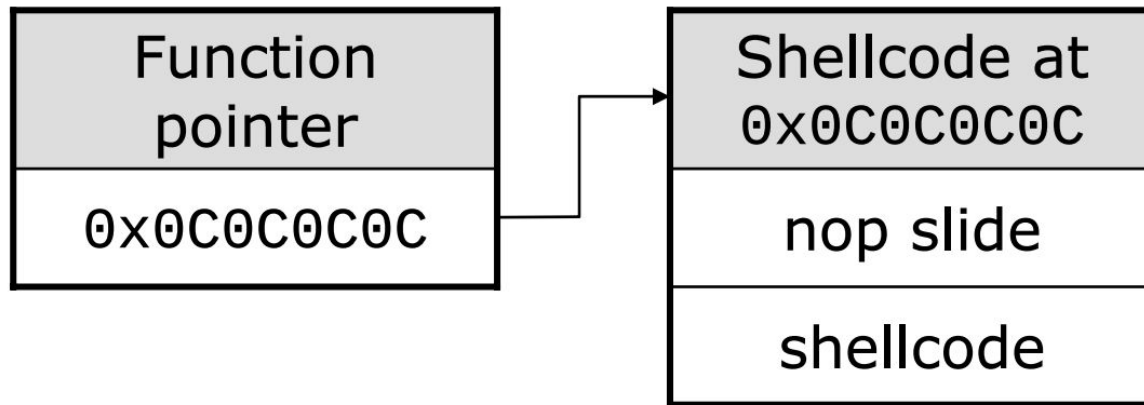 Function
pointer
0x0C0C0C0C
Shellcode at
0x0C0C0C0C
nop slide
shellcode